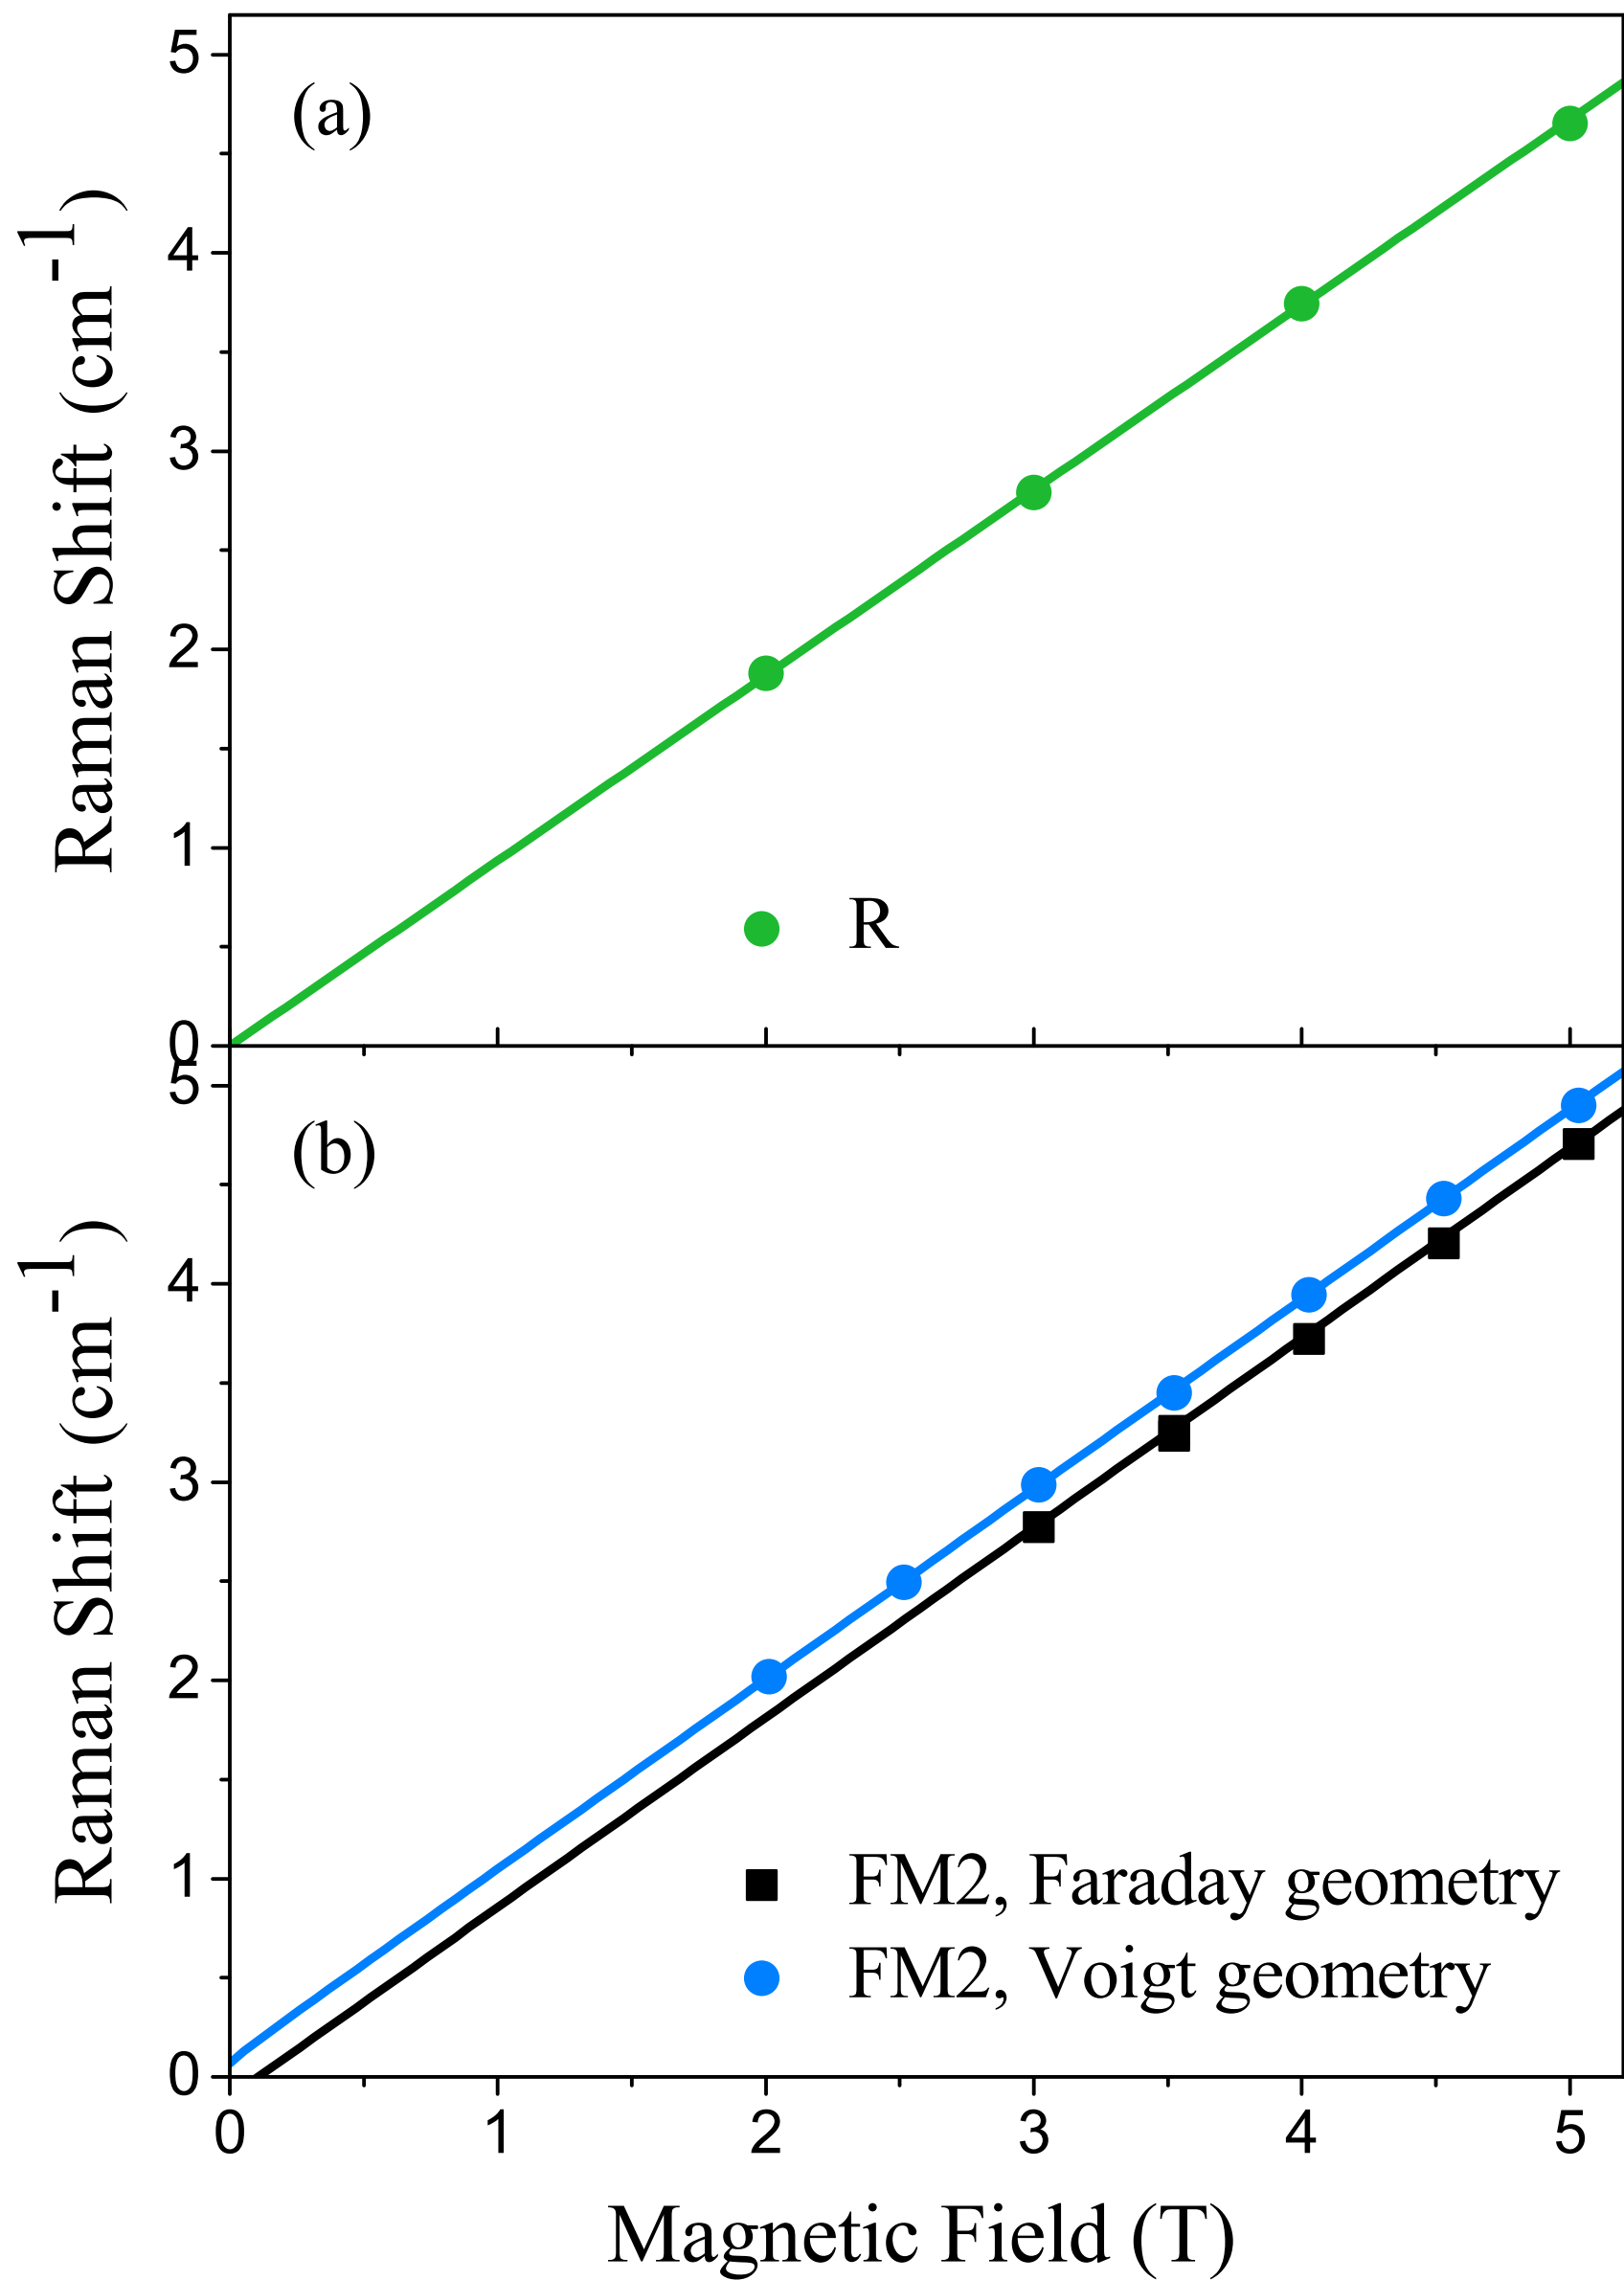 (a)
Raman Shift (cm⁻¹)
5
4
3
2
1
0
R
(b)
Raman Shift (cm⁻¹)
5
4
3
2
1
0
FM2, Faraday geometry
FM2, Voigt geometry
0 1 2 3 4 5
Magnetic Field (T)